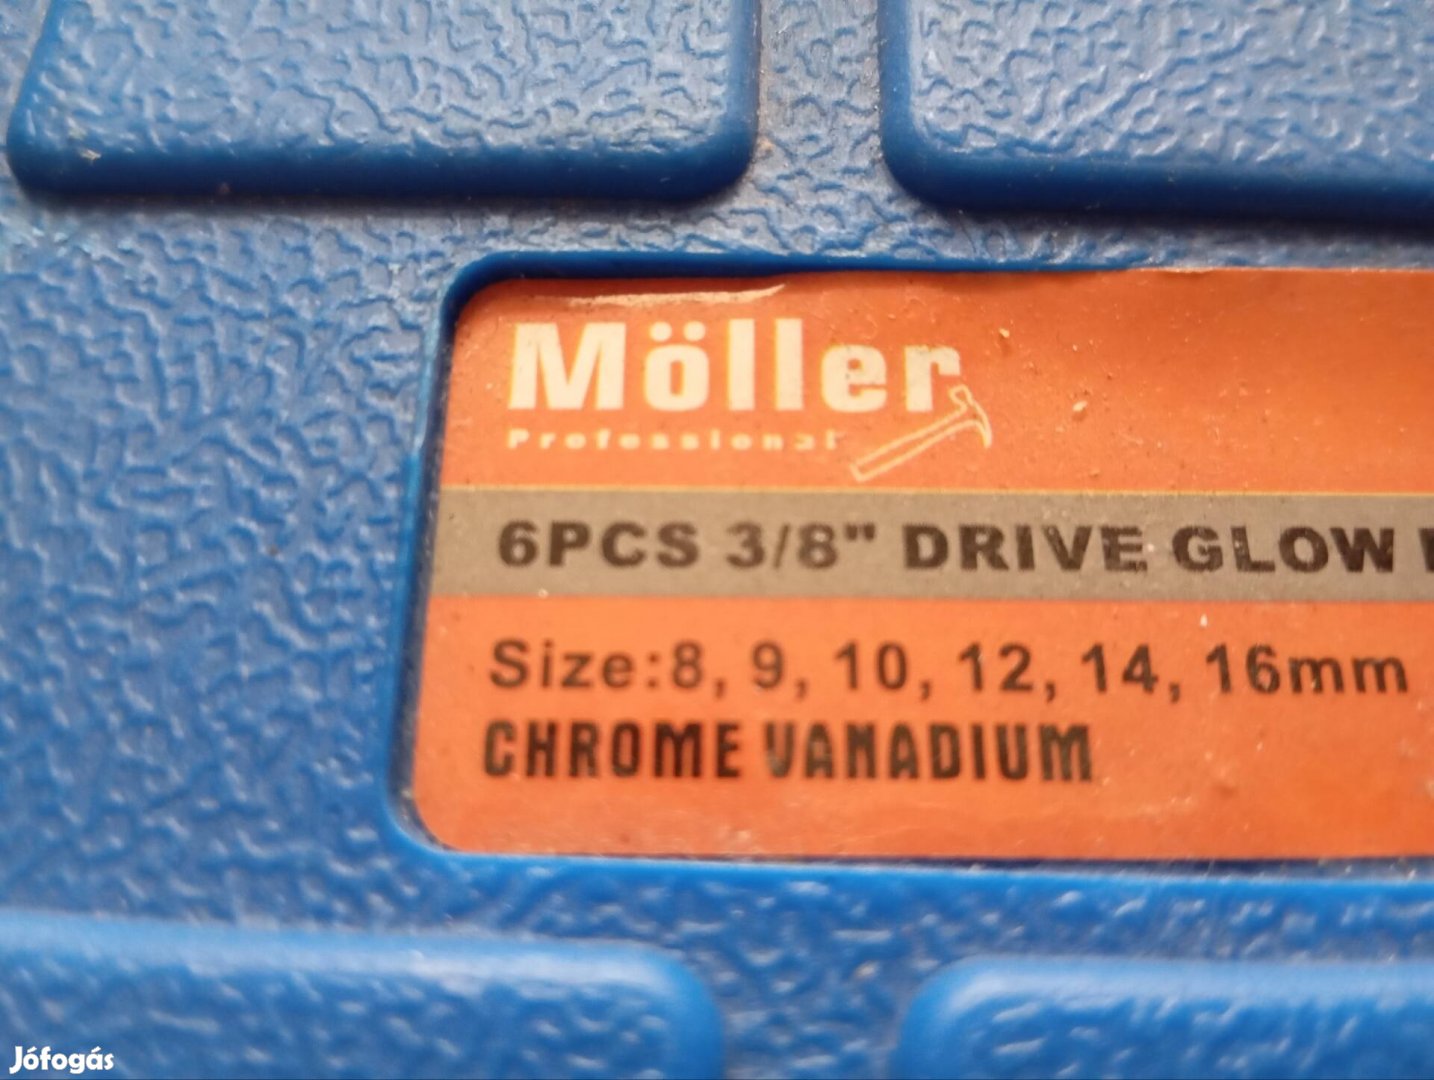 Möller
Professional
6PCS 3/8" DRIVE GLOW
Size:8, 9, 10, 12, 14, 16mm
CHROME VANADIUM
Jófogás